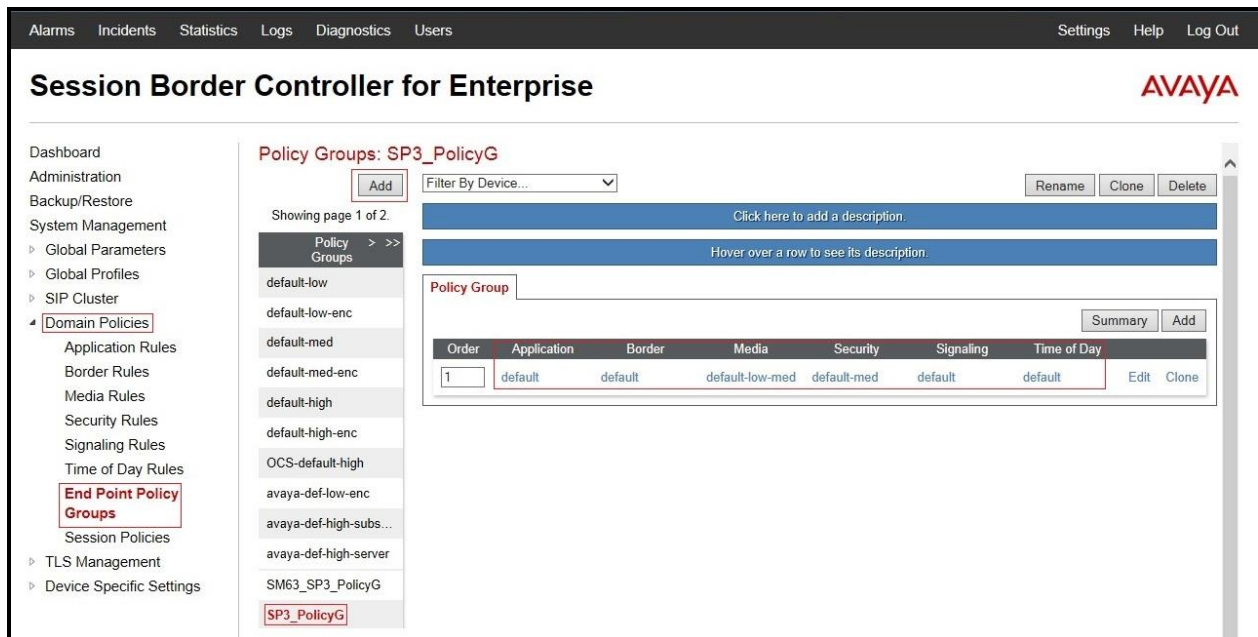 Alarms Incidents Statistics Logs Diagnostics Users Settings Help Log Out
Session Border Controller for Enterprise
AVAYA
Dashboard
Administration
Backup/Restore
System Management
Global Parameters
Global Profiles
SIP Cluster
Domain Policies
Application Rules
Border Rules
Media Rules
Security Rules
Signaling Rules
Time of Day Rules
End Point Policy
Groups
Session Policies
TLS Management
Device Specific Settings
Policy Groups: SP3_PolicyG
Add
Showing page 1 of 2.
Policy > >>
Groups
default-low
default-low-enc
default-med
default-med-enc
default-high
default-high-enc
OCS-default-high
avaya-def-low-enc
avaya-def-high-subs...
avaya-def-high-server
SM63_SP3_PolicyG
SP3_PolicyG
Filter By Device...
Rename Clone Delete
Click here to add a description.
Hover over a row to see its description.
Policy Group
Summary Add
Order Application Border Media Security Signaling Time of Day
1 default default default-low-med default-med default default Edit Clone